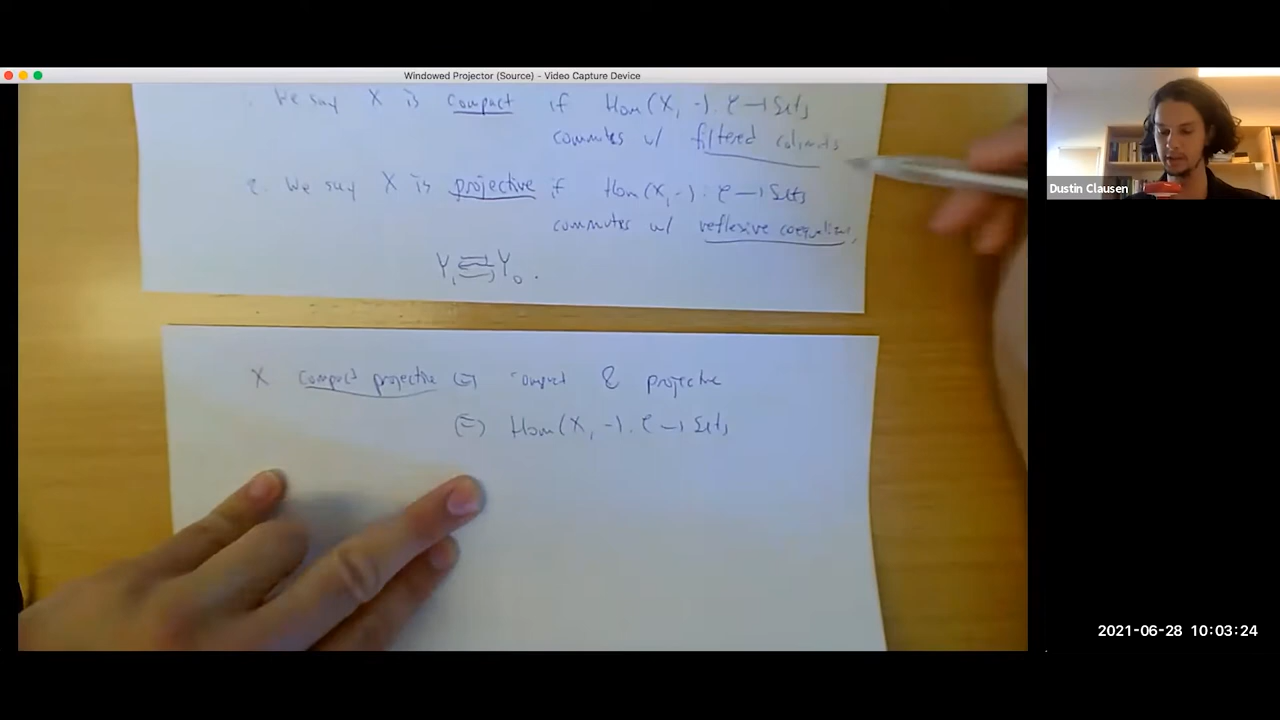 Windowed Projector (Source) - Video Capture Device
We say X is compact if Hom(X, -): C → Sets
commutes w/ filtered colimits
2. We say X is projective if Hom(X, -): C → Sets
commutes w/ reflexive coequalizers,
Y₁ ⇄ Y₀.
Dustin Clausen
X compact projective ⇔ compact & projective
⇔ Hom(X, -): C → Sets
2021-06-28 10:03:24